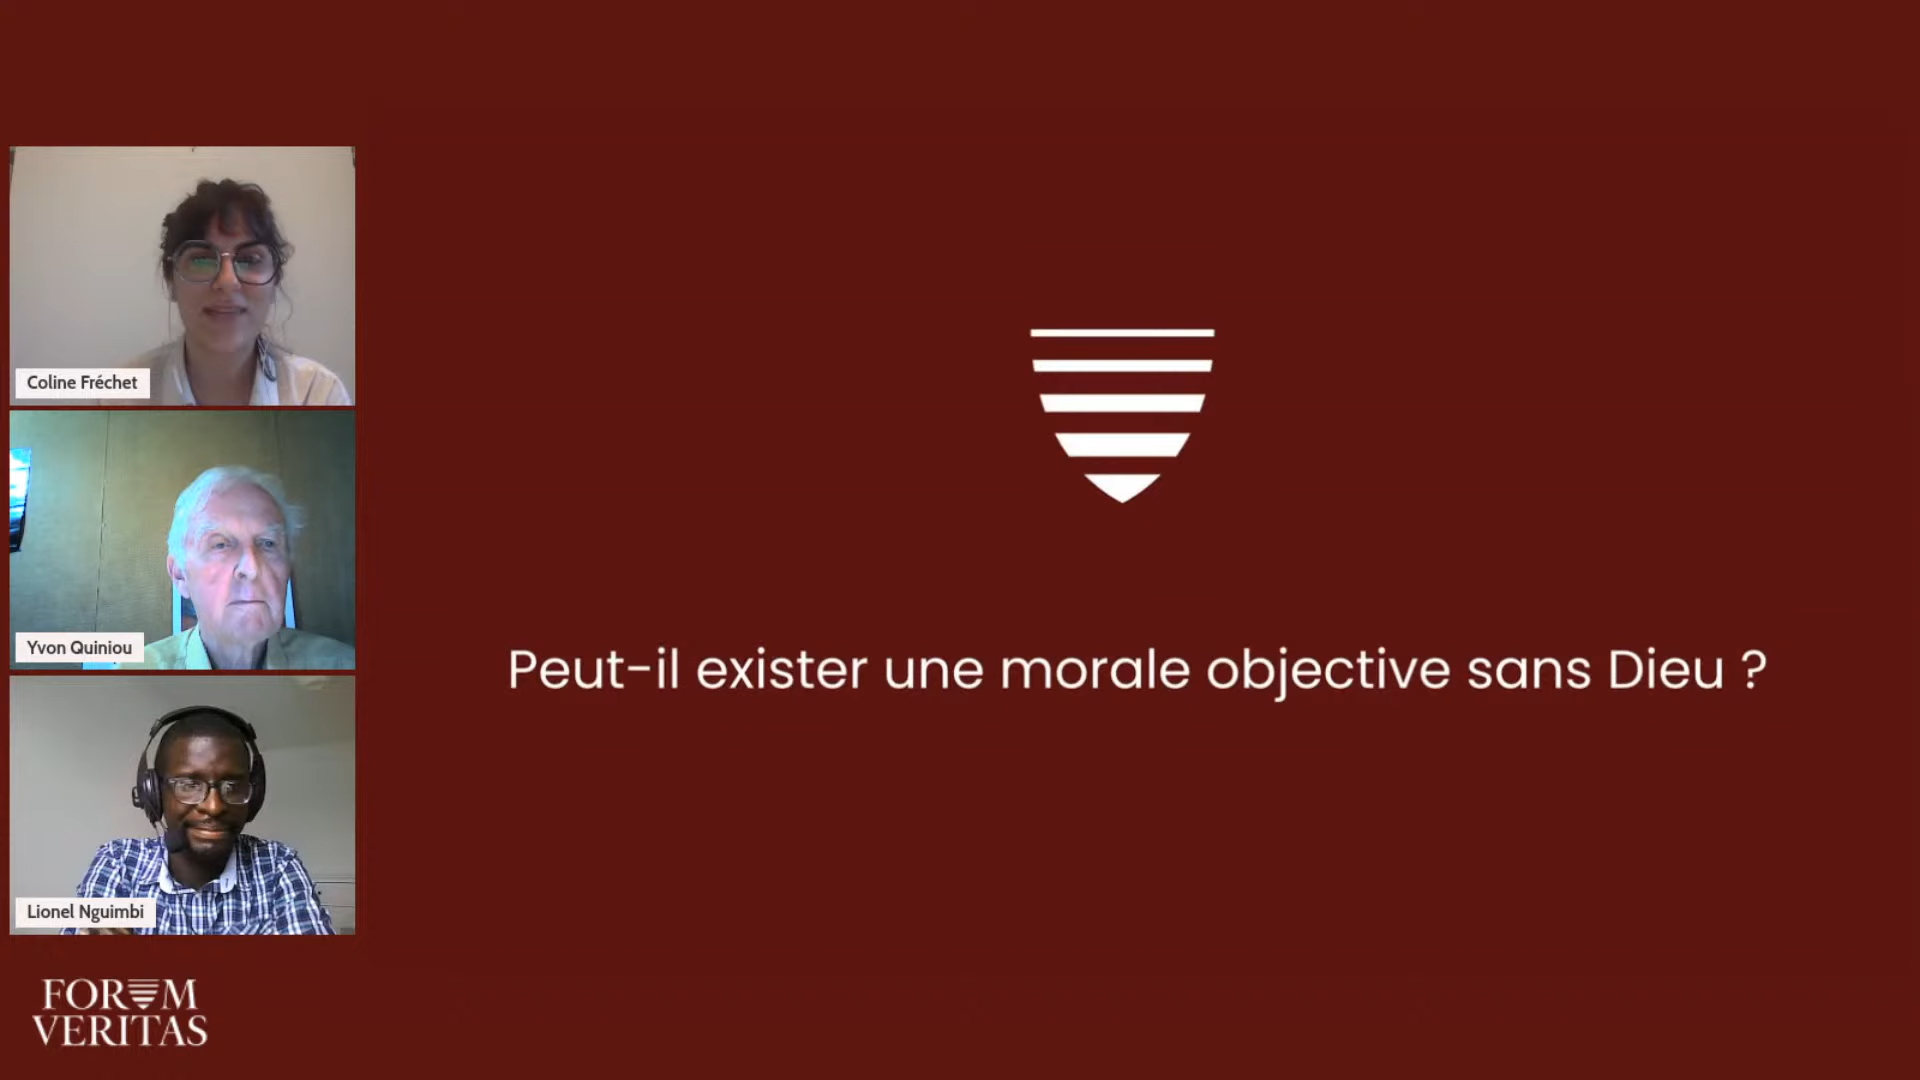 Coline Fréchet
Yvon Quiniou
Lionel Nguimbi
Peut-il exister une morale objective sans Dieu ?
FORUM
VERITAS